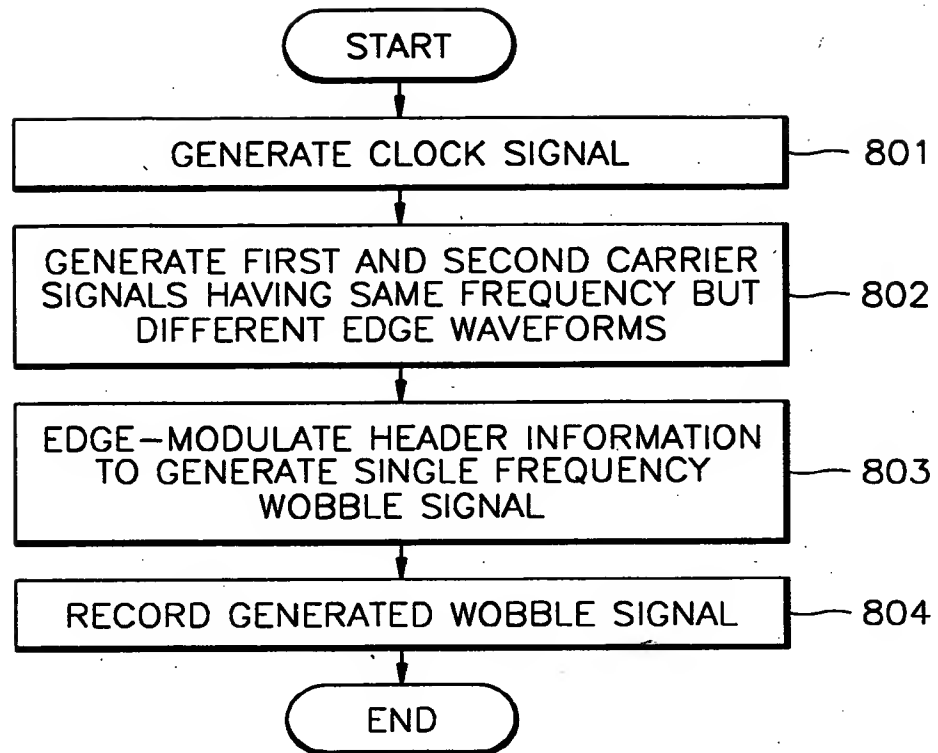 START
GENERATE CLOCK SIGNAL
801
GENERATE FIRST AND SECOND CARRIER
SIGNALS HAVING SAME FREQUENCY BUT
DIFFERENT EDGE WAVEFORMS
802
EDGE-MODULATE HEADER INFORMATION
TO GENERATE SINGLE FREQUENCY
WOBBLE SIGNAL
803
RECORD GENERATED WOBBLE SIGNAL
804
END